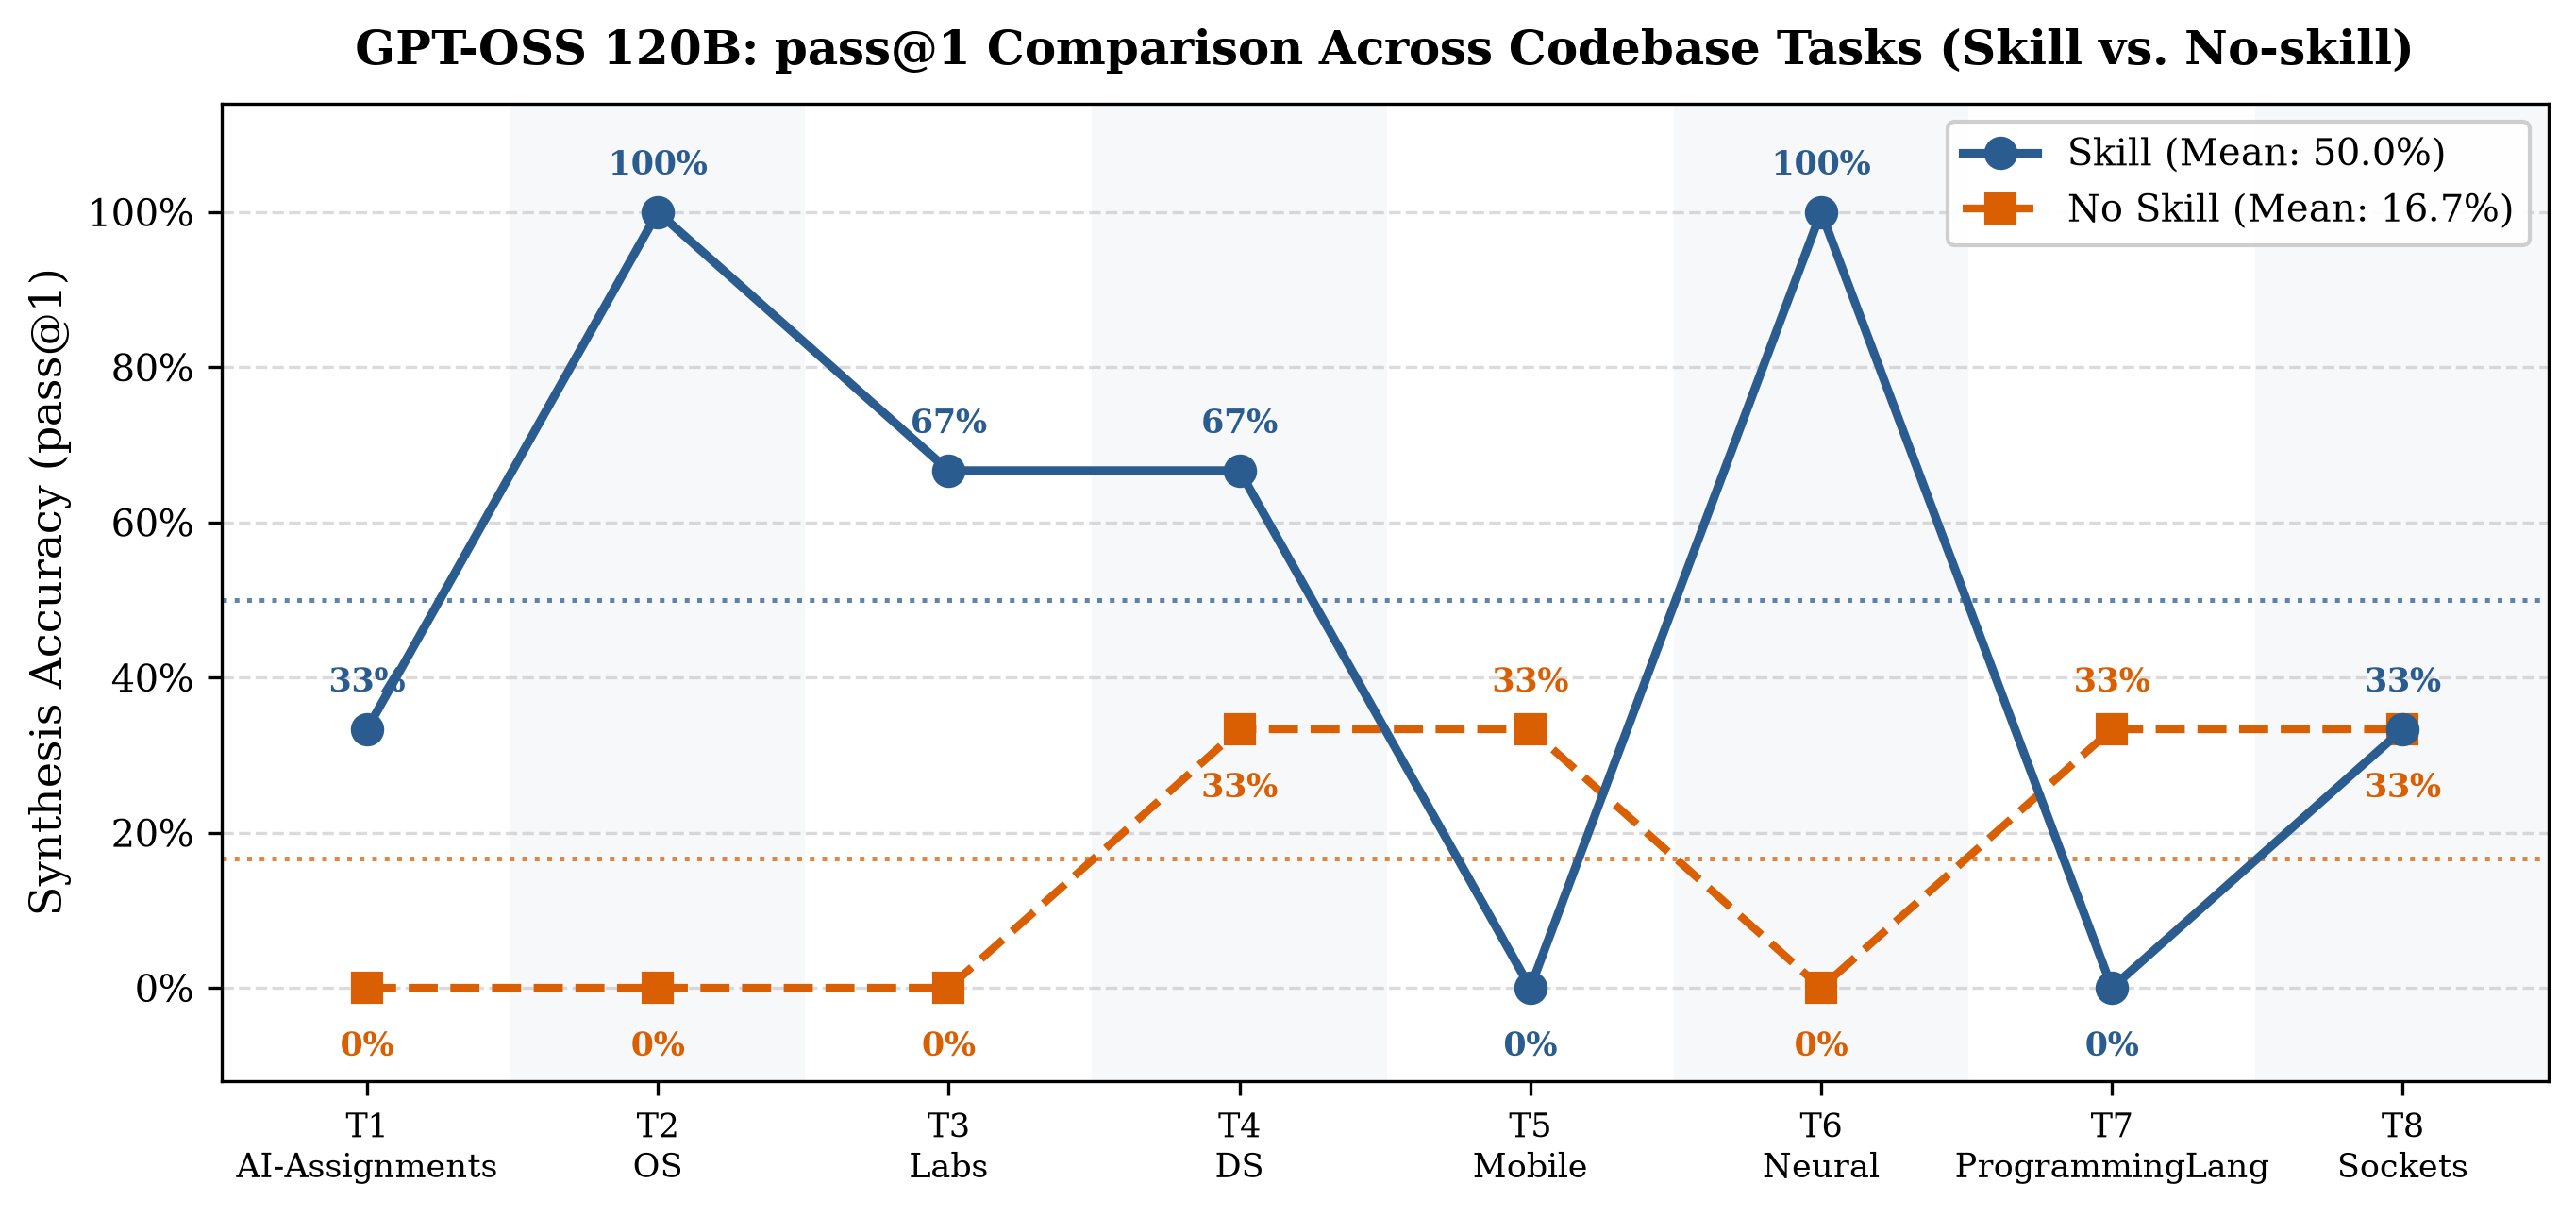 GPT-OSS 120B: pass@1 Comparison Across Codebase Tasks (Skill vs. No-skill)
Synthesis Accuracy (pass@1)
100%
80%
60%
40%
20%
0%
Skill (Mean: 50.0%)
No Skill (Mean: 16.7%)
33%
100%
67%
67%
0%
100%
0%
33%
0%
0%
0%
33%
33%
0%
33%
33%
T1
AI-Assignments
T2
OS
T3
Labs
T4
DS
T5
Mobile
T6
Neural
T7
ProgrammingLang
T8
Sockets